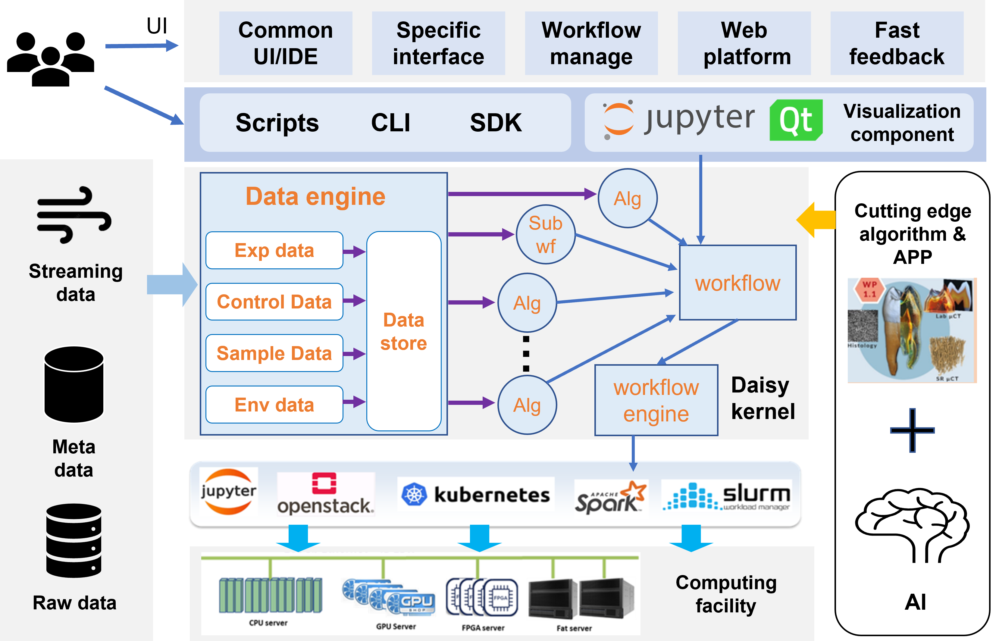 UI
Common
UI/IDE
Specific
interface
Workflow
manage
Web
platform
Fast
feedback
Scripts
CLI
SDK
jupyter
Qt
Visualization
component
Streaming
data
Meta
data
Raw data
Data engine
Exp data
Control Data
Sample Data
Env data
Data
store
Alg
Sub
wf
Alg
Alg
workflow
workflow
engine
Daisy
kernel
Cutting edge
algorithm &
APP
WP
1.1
Lab µCT
Histology
SR µCT
AI
jupyter
openstack.
kubernetes
APACHE
Spark™
slurm
workload manager
CPU server
GPU
SHOP
GPU Server
FPGA
FPGA server
Fat server
Computing
facility